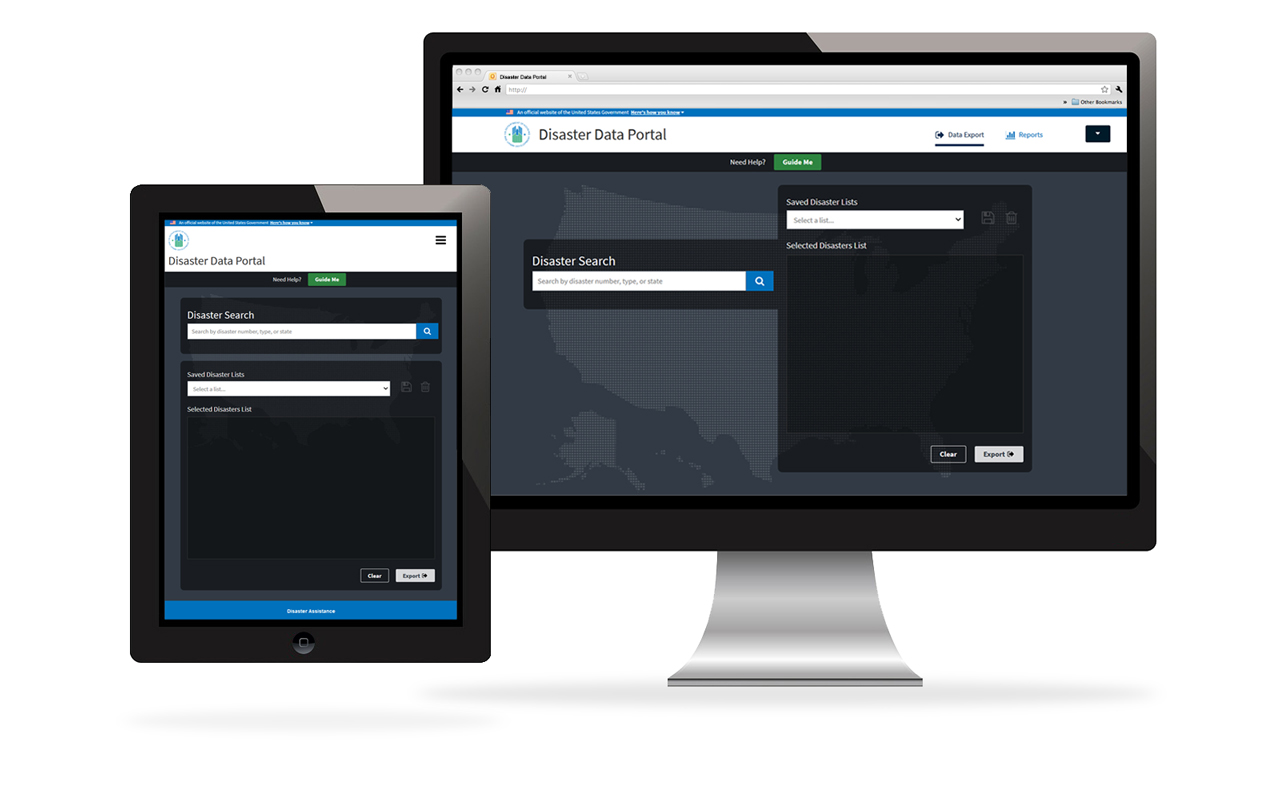 Disaster Data Portal
http://
Other Bookmarks
An official website of the United States Government Here's how you know
Disaster Data Portal
Data Export
Reports
Need Help?
Guide Me
Disaster Search
Search by disaster number, type, or state
Saved Disaster Lists
Select a list...
Selected Disasters List
Clear
Export
An official website of the United States Government Here's how you know
Disaster Data Portal
Need Help?
Guide Me
Disaster Search
Search by disaster number, type, or state
Saved Disaster Lists
Select a list...
Selected Disasters List
Clear
Export
Disaster Assistance